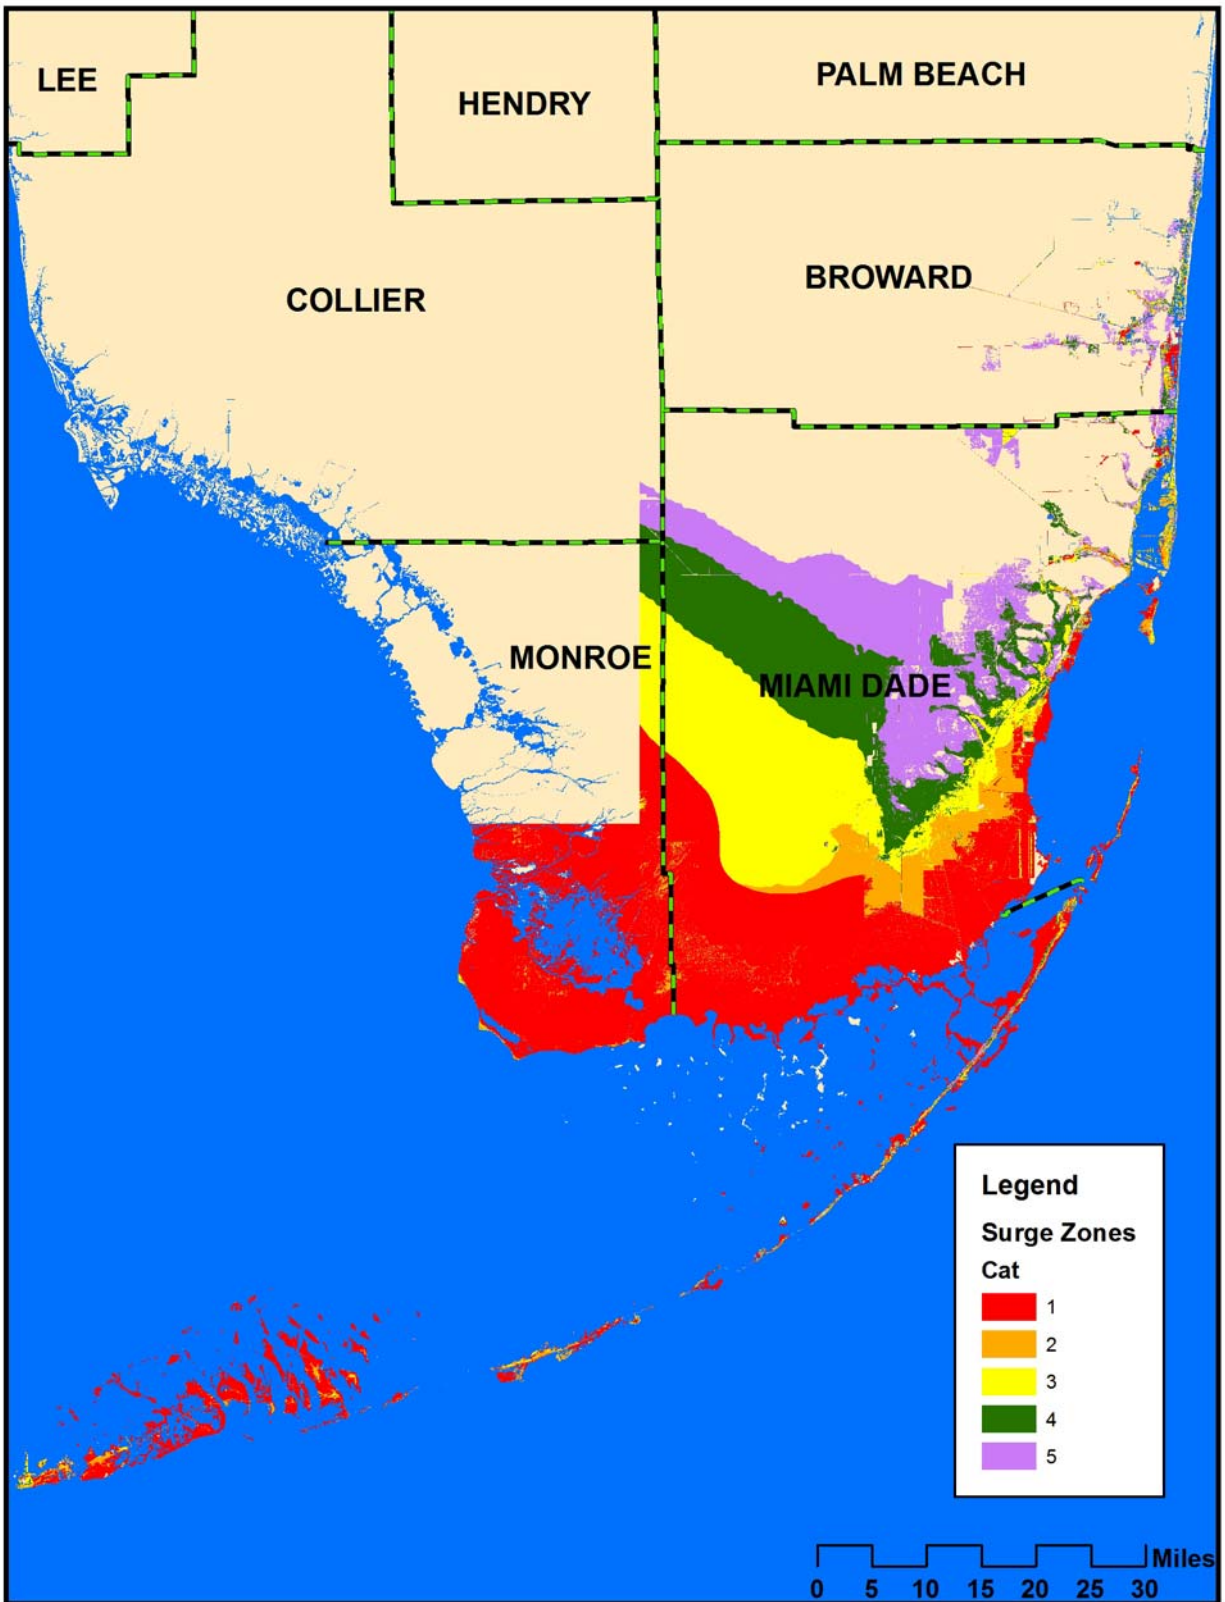 LEE
HENDRY
PALM BEACH
COLLIER
BROWARD
MONROE
MIAMI DADE
Legend
Surge Zones
Cat
1
2
3
4
5
Miles
0 5 10 15 20 25 30